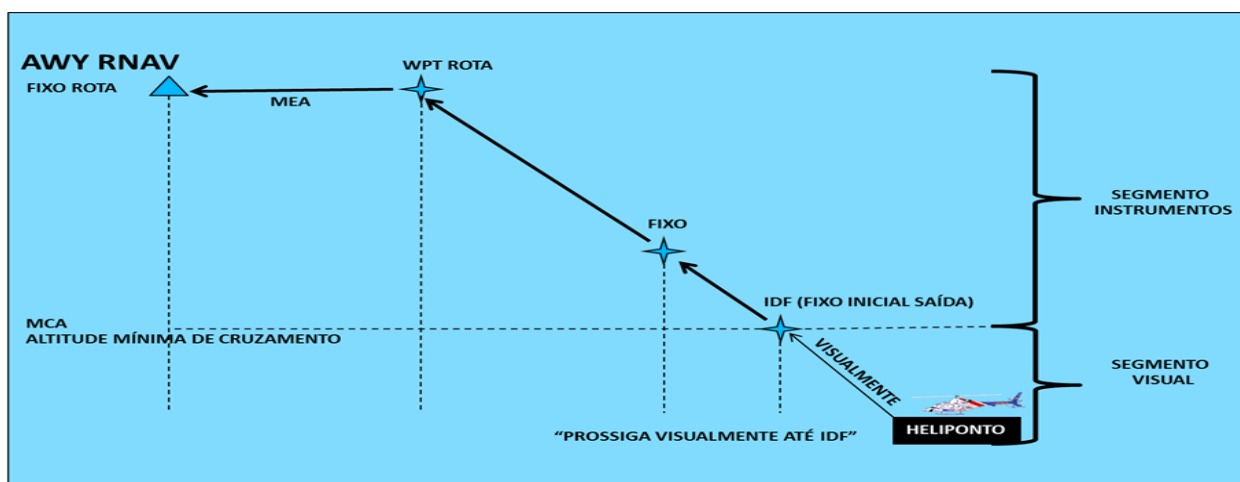 AWY RNAV
FIXO ROTA
WPT ROTA
MEA
SEGMENTO
INSTRUMENTOS
FIXO
IDF (FIXO INICIAL SAÍDA)
MCA
ALTITUDE MÍNIMA DE CRUZAMENTO
VISUALMENTE
SEGMENTO
VISUAL
HELIPONTO
“PROSSIGA VISUALMENTE ATÉ IDF”